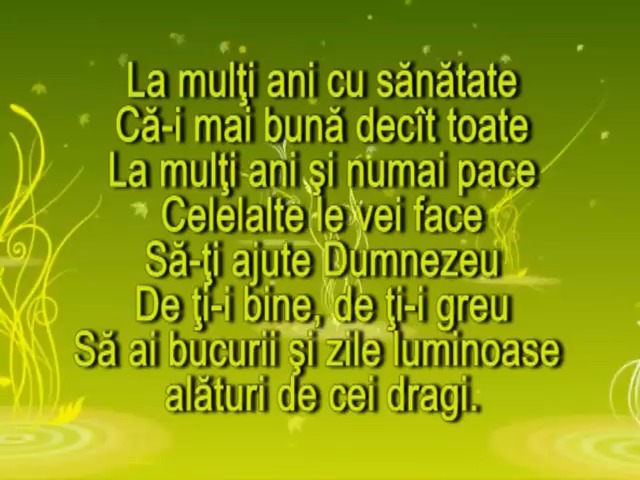 La mulţi ani cu sănătate
Că-i mai bună decît toate
La mulţi ani şi numai pace
Celelalte le vei face
Să-ţi ajute Dumnezeu
De ţi-i bine, de ţi-i greu
Să ai bucurii şi zile luminoase
alături de cei dragi.